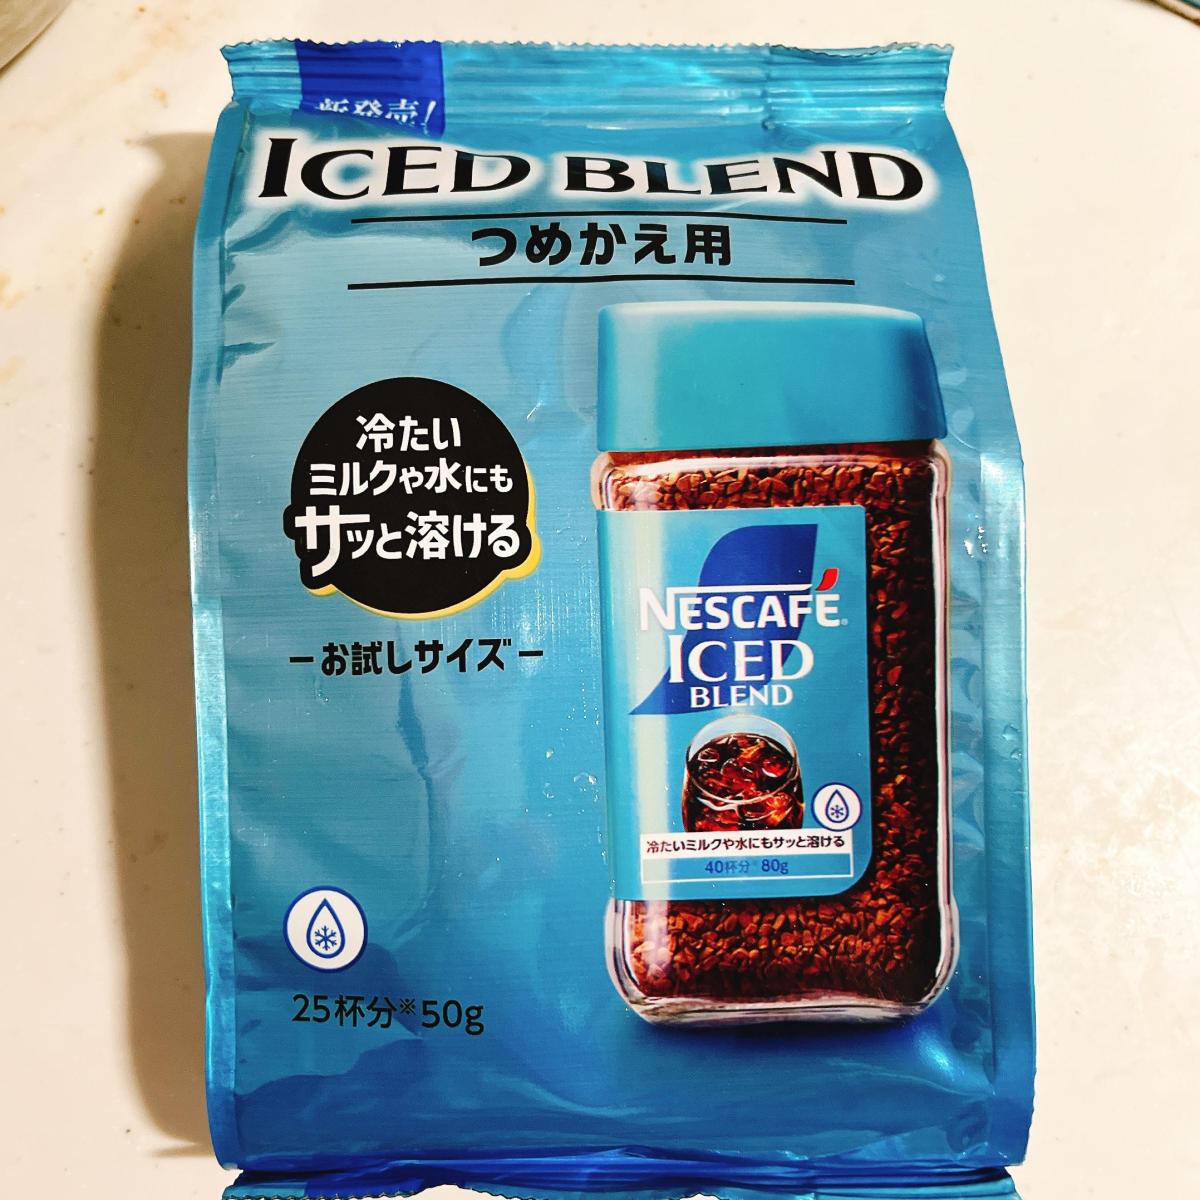 新発売!
ICED BLEND
つめかえ用
冷たい
ミルクや水にも
サッと溶ける
ーお試しサイズー
NESCAFÉ®
ICED
BLEND
冷たいミルクや水にもサッと溶ける
40杯分※ 80g
25杯分※50g